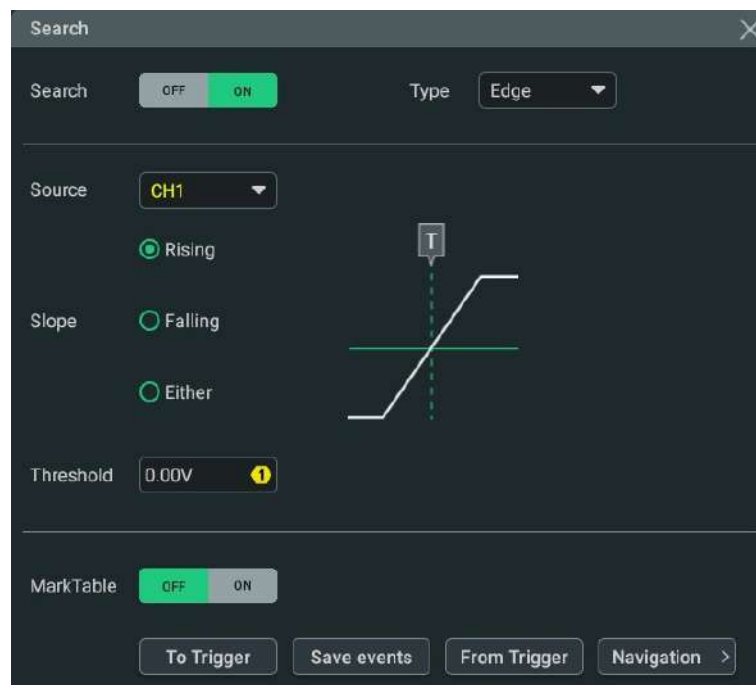 Search
Search OFF ON Type Edge
Source CH1
Rising
T
Slope Falling
Either
Threshold 0.00V 1
MarkTable OFF ON
To Trigger Save events From Trigger Navigation >